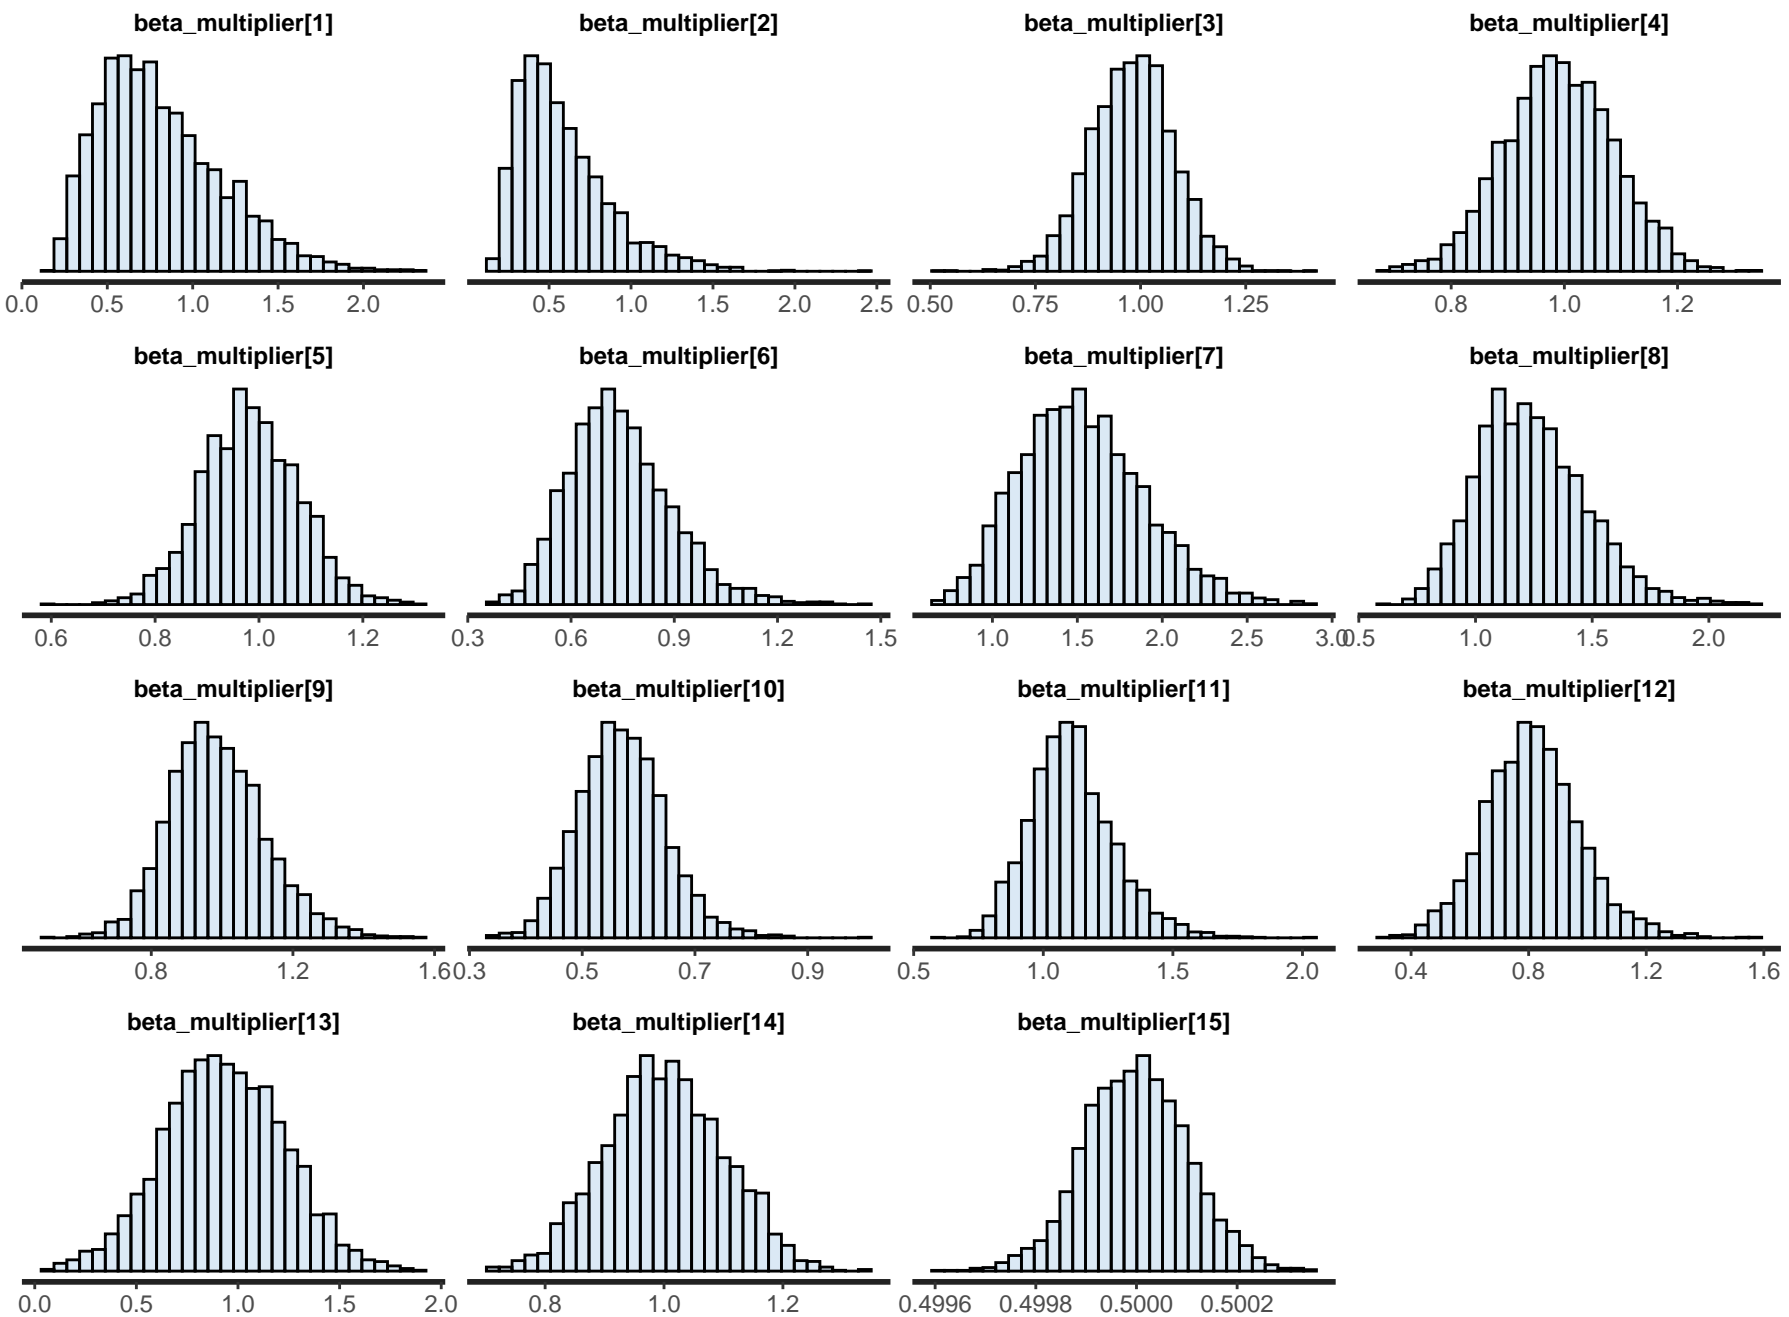 beta_multiplier[1] beta_multiplier[2] beta_multiplier[3] beta_multiplier[4]
0.0 0.5 1.0 1.5 2.0 0.5 1.0 1.5 2.0 2.5 0.50 0.75 1.00 1.25 0.8 1.0 1.2
beta_multiplier[5] beta_multiplier[6] beta_multiplier[7] beta_multiplier[8]
0.6 0.8 1.0 1.2 0.3 0.6 0.9 1.2 1.5 1.0 1.5 2.0 2.5 3.0 0.5 1.0 1.5 2.0
beta_multiplier[9] beta_multiplier[10] beta_multiplier[11] beta_multiplier[12]
0.8 1.2 1.6 0.3 0.5 0.7 0.9 0.5 1.0 1.5 2.0 0.4 0.8 1.2 1.6
beta_multiplier[13] beta_multiplier[14] beta_multiplier[15]
0.0 0.5 1.0 1.5 2.0 0.8 1.0 1.2 0.4996 0.4998 0.5000 0.5002